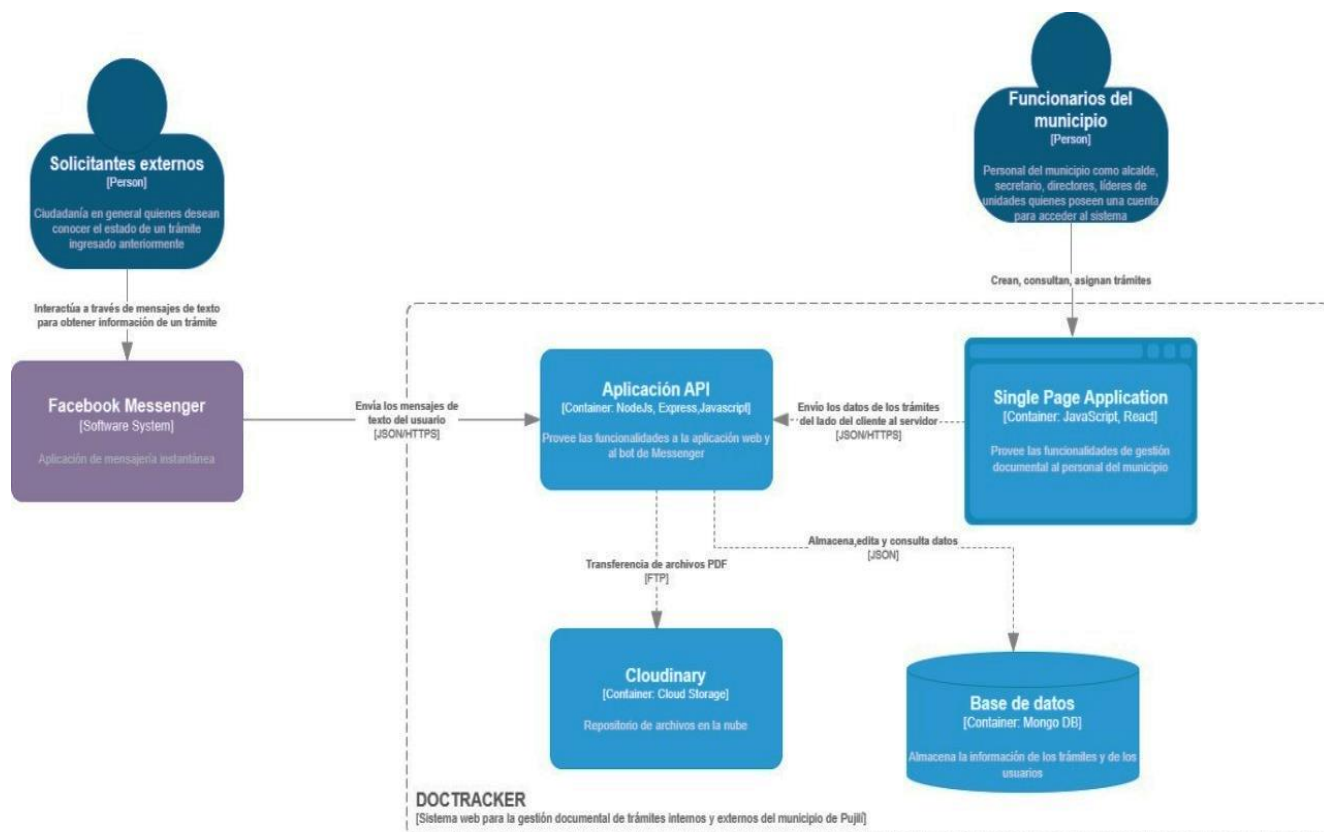 Solicitantes externos
[Person]
Ciudadanía en general quienes desean
conocer el estado de un trámite
ingresado anteriormente
Funcionarios del
municipio
[Person]
Personal del municipio como alcalde,
secretario, directores, líderes de
unidades quienes poseen una cuenta
para acceder al sistema
Interactúa a través de mensajes de texto
para obtener información de un trámite
Crean, consultan, asignan trámites
Facebook Messenger
[Software System]
Aplicación de mensajería instantánea
Envía los mensajes de
texto del usuario
[JSON/HTTPS]
Aplicación API
[Container: NodeJs, Express,Javascript]
Provee las funcionalidades a la aplicación web y
al bot de Messenger
Envío los datos de los trámites
del lado del cliente al servidor
[JSON/HTTPS]
Single Page Application
[Container: JavaScript, React]
Provee las funcionalidades de gestión
documental al personal del municipio
Transferencia de archivos PDF
[FTP]
Almacena,edita y consulta datos
[JSON]
Cloudinary
[Container: Cloud Storage]
Repositorio de archivos en la nube
Base de datos
[Container: Mongo DB]
Almacena la información de los trámites y de los
usuarios
DOCTRACKER
[Sistema web para la gestión documental de trámites internos y externos del municipio de Pujilí]